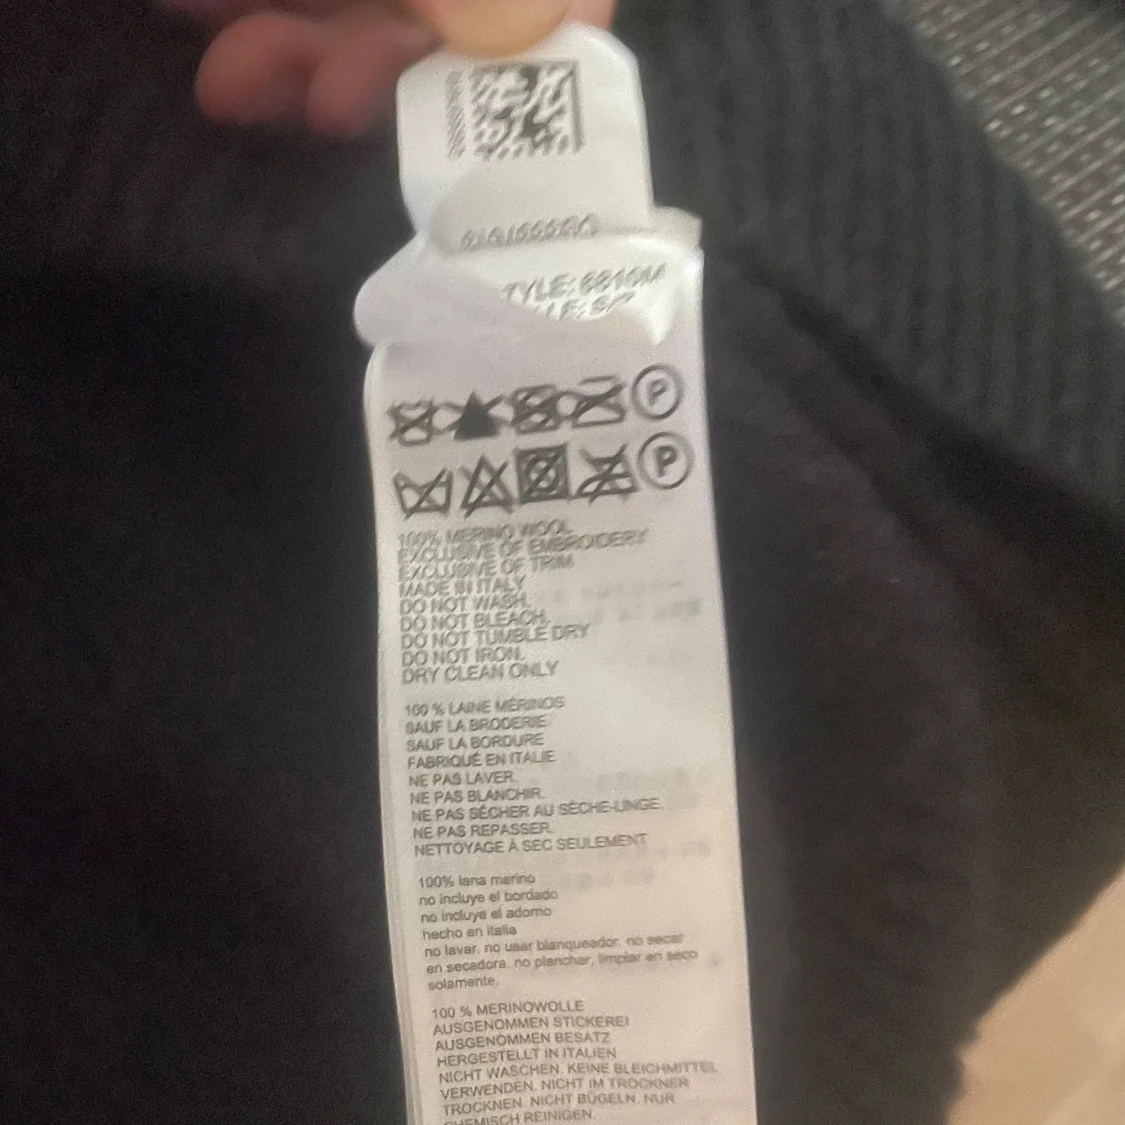 P
P
100% MERINO WOOL
EXCLUSIVE OF EMBROIDERY
EXCLUSIVE OF TRIM
MADE IN ITALY
DO NOT WASH.
DO NOT BLEACH.
DO NOT TUMBLE DRY
DO NOT IRON.
DRY CLEAN ONLY
100 % LAINE MÉRINOS
SAUF LA BRODERIE
SAUF LA BORDURE
FABRIQUÉ EN ITALIE
NE PAS LAVER.
NE PAS BLANCHIR.
NE PAS SÉCHER AU SÈCHE-LINGE.
NE PAS REPASSER.
NETTOYAGE À SEC SEULEMENT
100% lana merino
no incluye el bordado
no incluye el adorno
hecho en italia
no lavar, no usar blanqueador, no secar
en secadora, no planchar, limpiar en seco
solamente.
100 % MERINOWOLLE
AUSGENOMMEN STICKEREI
AUSGENOMMEN BESATZ
HERGESTELLT IN ITALIEN
NICHT WASCHEN. KEINE BLEICHMITTEL
VERWENDEN. NICHT IM TROCKNER
TROCKNEN. NICHT BÜGELN. NUR
CHEMISCH REINIGEN.